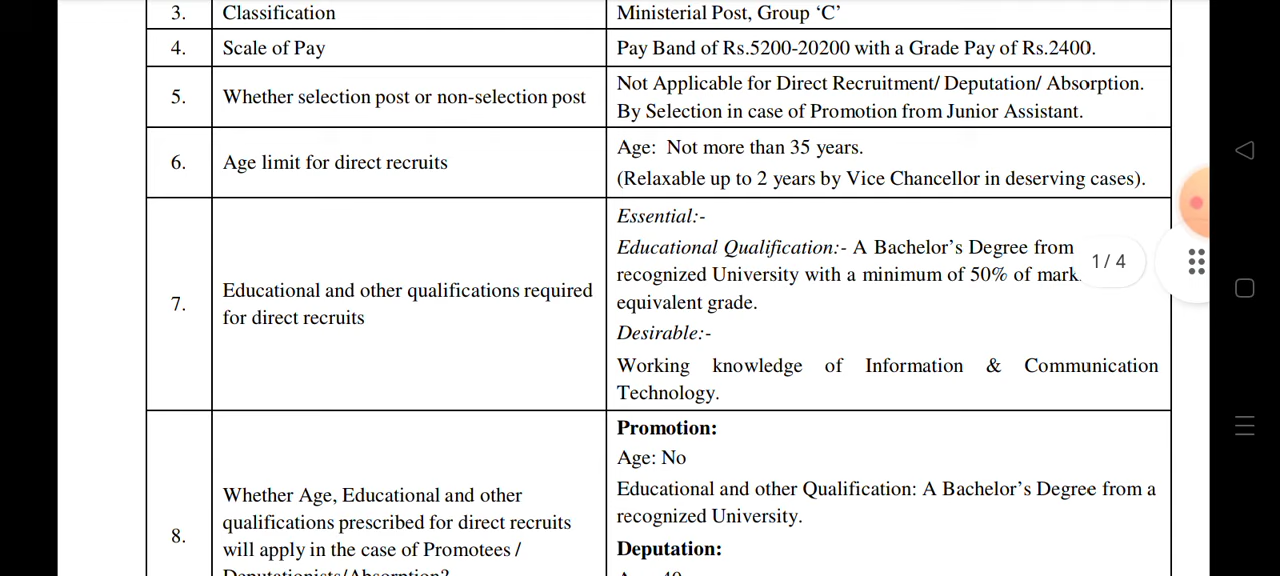 3. Classification Ministerial Post, Group ‘C’
4. Scale of Pay Pay Band of Rs.5200-20200 with a Grade Pay of Rs.2400.
5. Whether selection post or non-selection post
Not Applicable for Direct Recruitment/ Deputation/ Absorption.
By Selection in case of Promotion from Junior Assistant.
6. Age limit for direct recruits
Age: Not more than 35 years.
(Relaxable up to 2 years by Vice Chancellor in deserving cases).
7. Educational and other qualifications required
for direct recruits
Essential:-
Educational Qualification:- A Bachelor’s Degree from
recognized University with a minimum of 50% of
equivalent grade.
Desirable:-
Working knowledge of Information & Communication
Technology.
1 / 4
8. Whether Age, Educational and other
qualifications prescribed for direct recruits
will apply in the case of Promotees /
Deputationists/Absorption?
Promotion:
Age: No
Educational and other Qualification: A Bachelor’s Degree from a
recognized University.
Deputation: